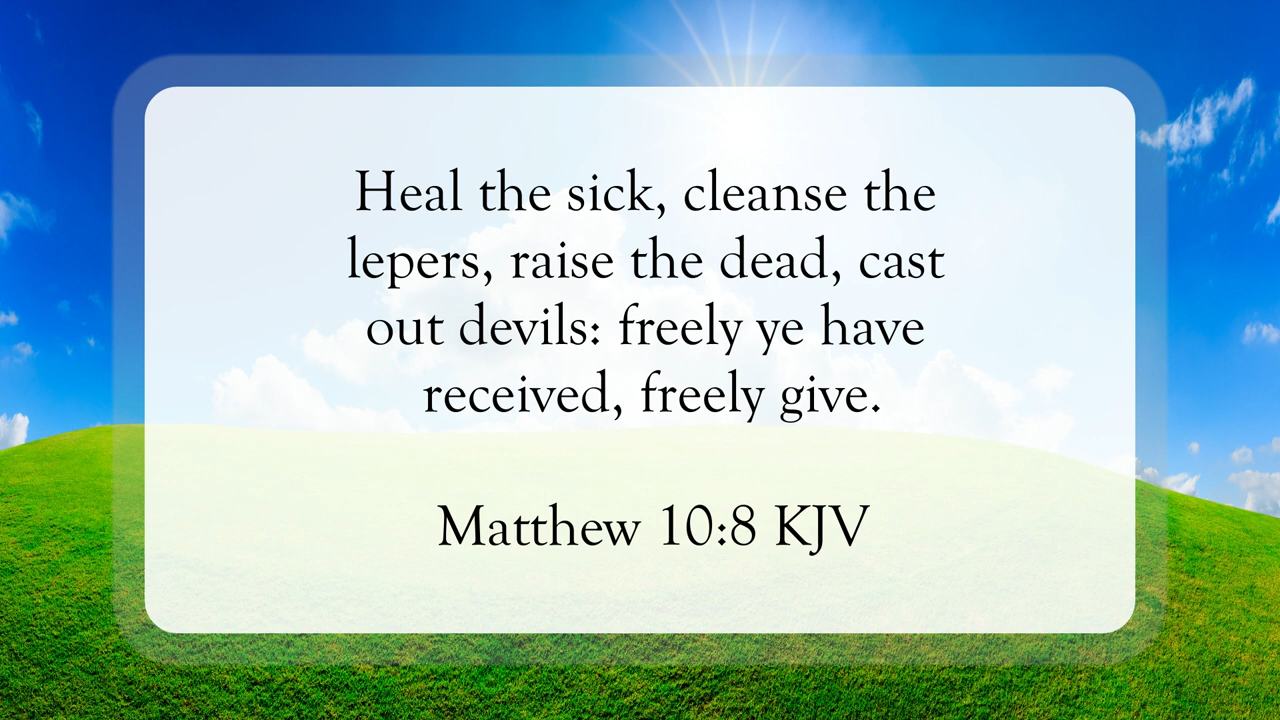 Heal the sick, cleanse the
lepers, raise the dead, cast
out devils: freely ye have
received, freely give.
Matthew 10:8 KJV